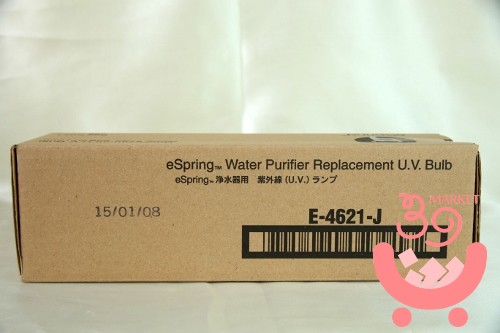 eSpring™ Water Purifier Replacement U.V. Bulb
eSpring™ 浄水器用 紫外線 (U.V.) ランプ
15/01/08
E-4621-J
39
MARKET